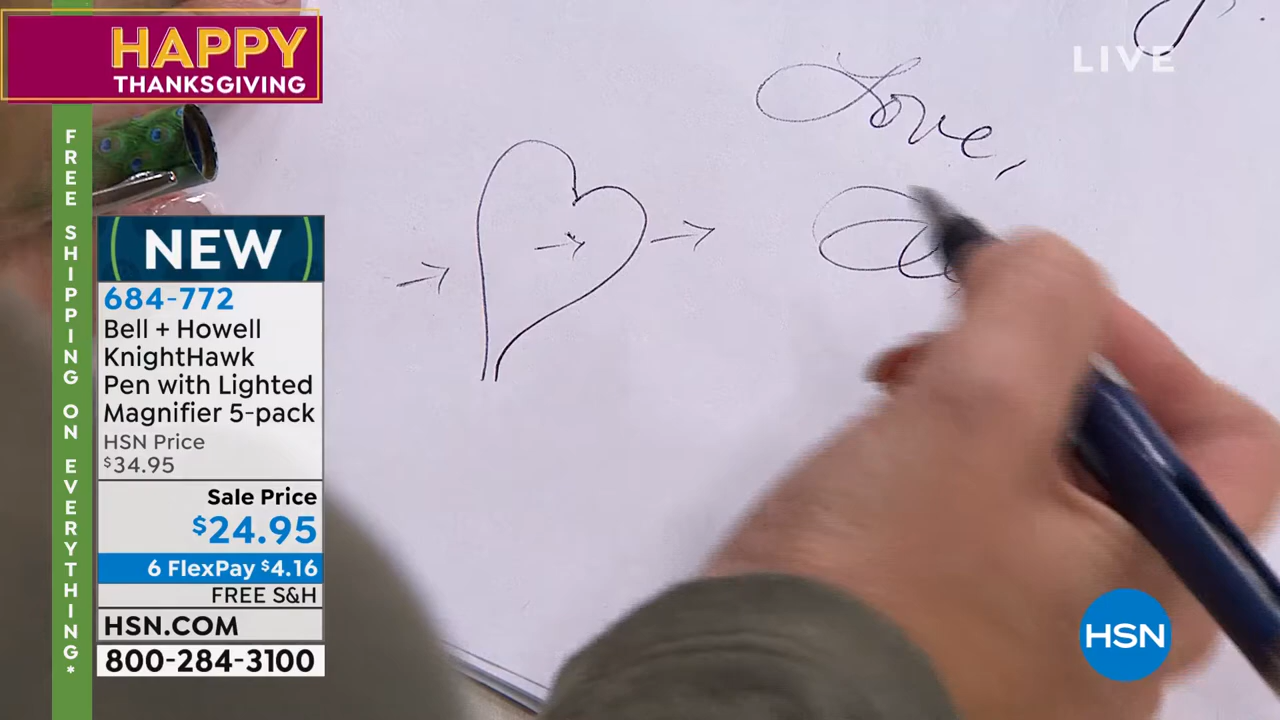 HAPPY
THANKSGIVING
LIVE
FREE SHIPPING ON EVERYTHING*
NEW
684-772
Bell + Howell
KnightHawk
Pen with Lighted
Magnifier 5-pack
HSN Price
$34.95
Sale Price
$24.95
6 FlexPay $4.16
FREE S&H
HSN.COM
800-284-3100
Love,
HSN